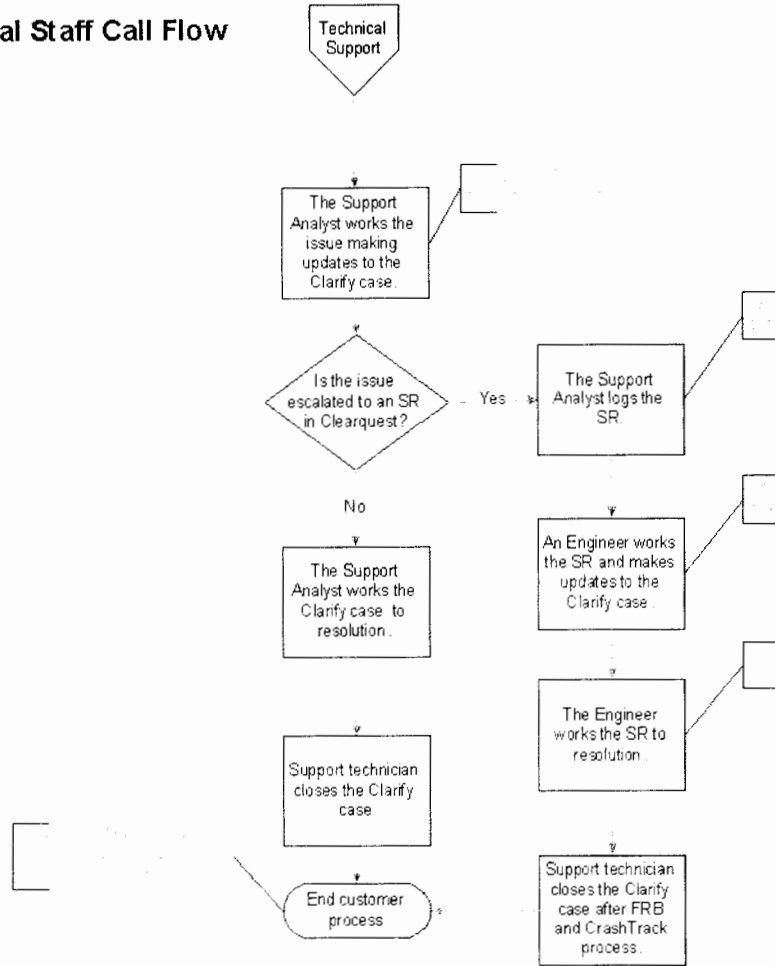 al Staff Call Flow
Technical
Support
The Support
Analyst works the
issue making
updates to the
Clarify case.
Is the issue
escalated to an SR
in Clearquest?
Yes
The Support
Analyst logs the
SR.
No
The Support
Analyst works the
Clarify case to
resolution.
An Engineer works
the SR and makes
updates to the
Clarify case.
The Engineer
works the SR to
resolution.
Support technician
closes the Clarify
case
Support technician
closes the Clarify
case after FRB
and CrashTrack
process.
End customer
process